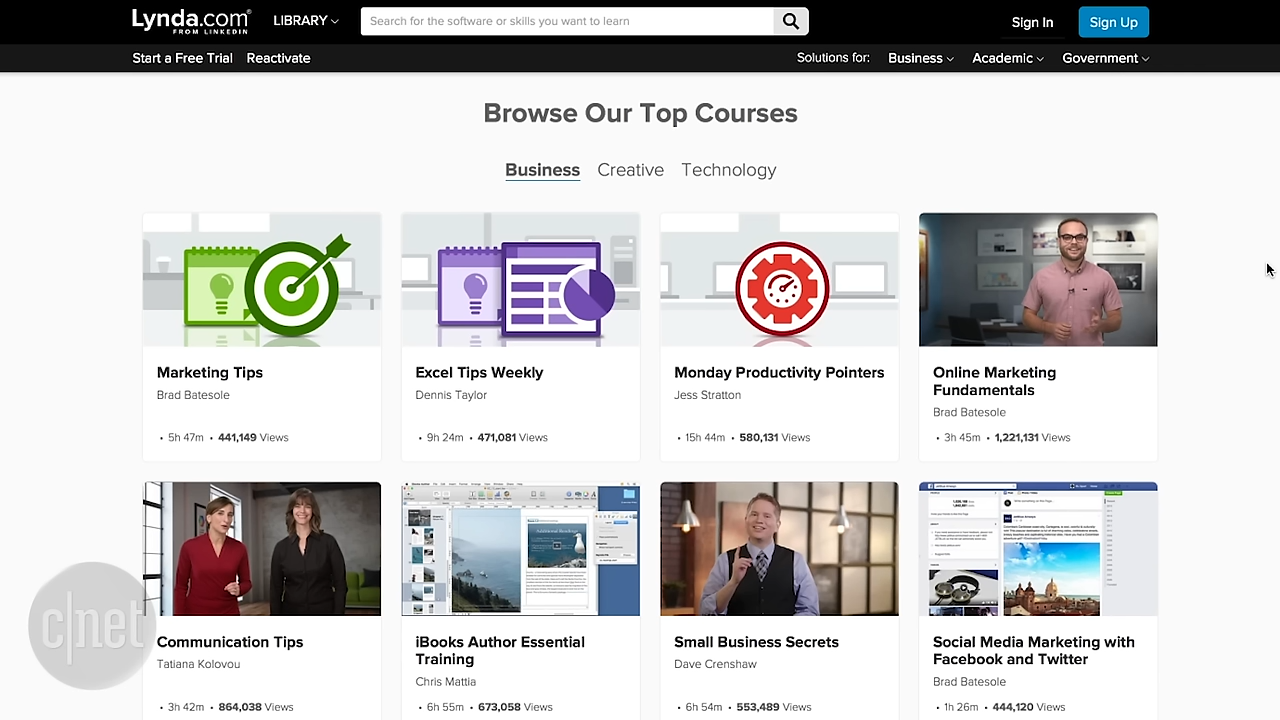 Lynda.com®
FROM LINKEDIN
LIBRARY
Search for the software or skills you want to learn
Sign In
Sign Up
Start a Free Trial
Reactivate
Solutions for:
Business
Academic
Government
Browse Our Top Courses
Business
Creative
Technology
Marketing Tips
Brad Batesole
• 5h 47m • 441,149 Views
Excel Tips Weekly
Dennis Taylor
• 9h 24m • 471,081 Views
Monday Productivity Pointers
Jess Stratton
• 15h 44m • 580,131 Views
Online Marketing
Fundamentals
Brad Batesole
• 3h 45m • 1,221,131 Views
Additional Readings
c|net
Communication Tips
Tatiana Kolovou
• 3h 42m • 864,038 Views
iBooks Author Essential
Training
Chris Mattia
• 6h 55m • 673,058 Views
Small Business Secrets
Dave Crenshaw
• 6h 54m • 553,489 Views
Social Media Marketing with
Facebook and Twitter
Brad Batesole
• 1h 26m • 444,120 Views